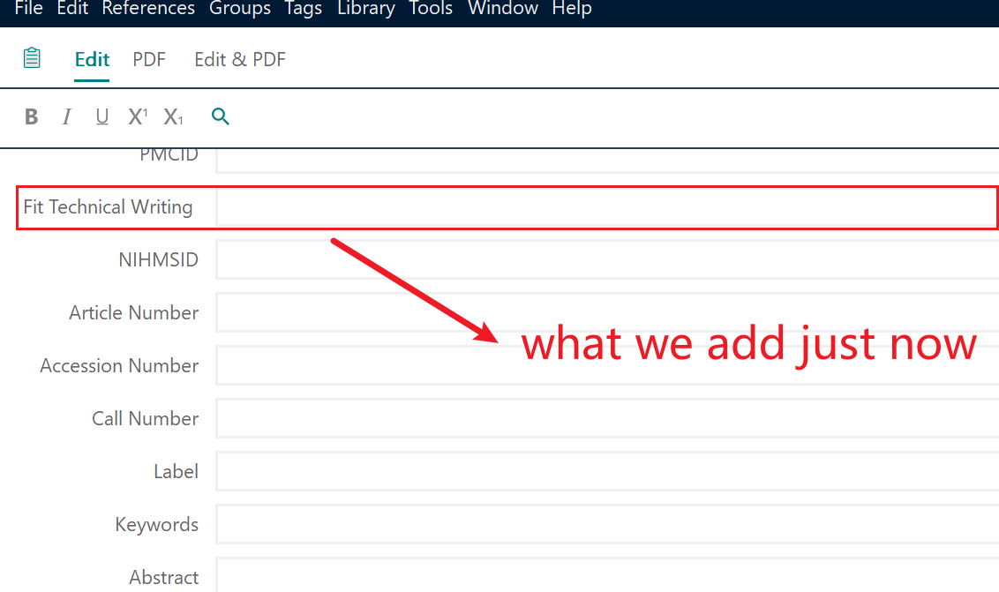 File Edit References Groups Tags Library Tools Window Help
Edit PDF Edit & PDF
B I U X¹ X₁
PMCID
Fit Technical Writing
NIHMSID
Article Number
what we add just now
Accession Number
Call Number
Label
Keywords
Abstract